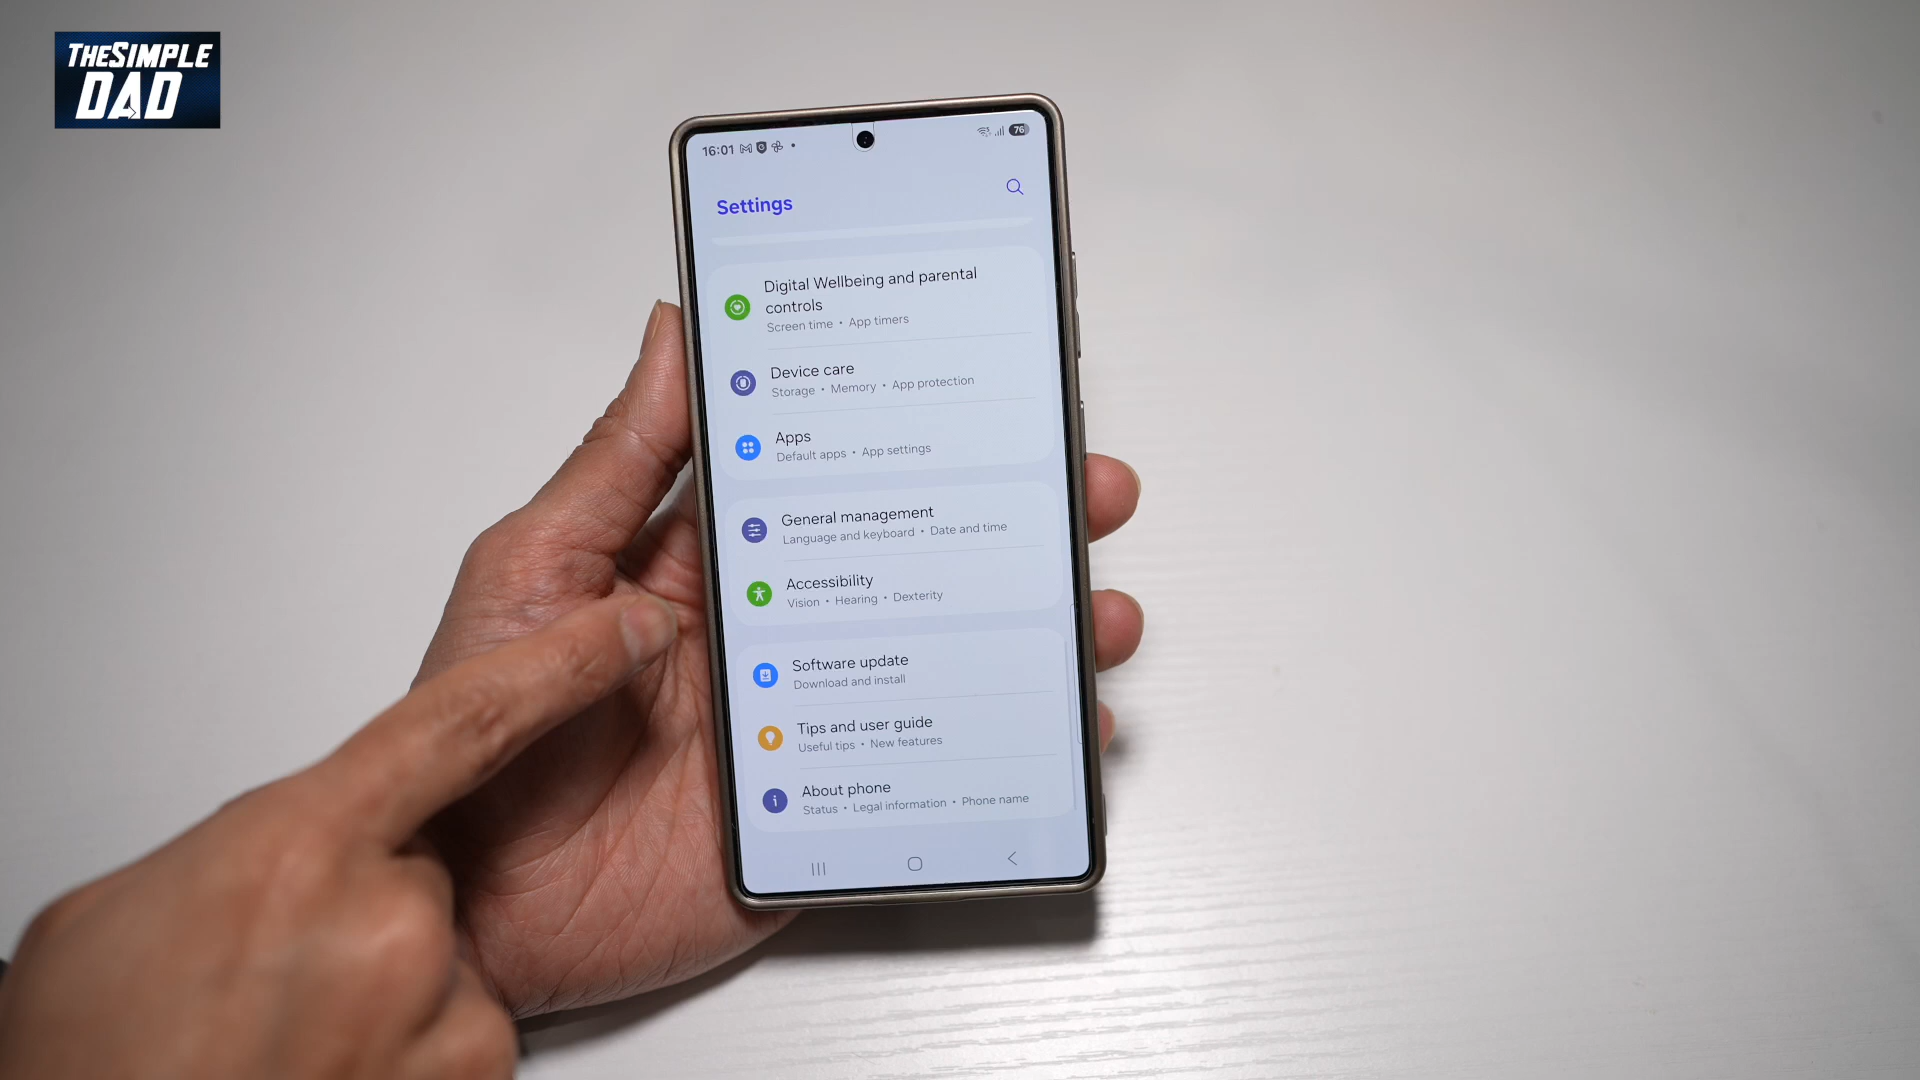 THESIMPLE
DAD
16:01
76
Settings
Digital Wellbeing and parental
controls
Screen time • App timers
Device care
Storage • Memory • App protection
Apps
Default apps • App settings
General management
Language and keyboard • Date and time
Accessibility
Vision • Hearing • Dexterity
Software update
Download and install
Tips and user guide
Useful tips • New features
About phone
Status • Legal information • Phone name